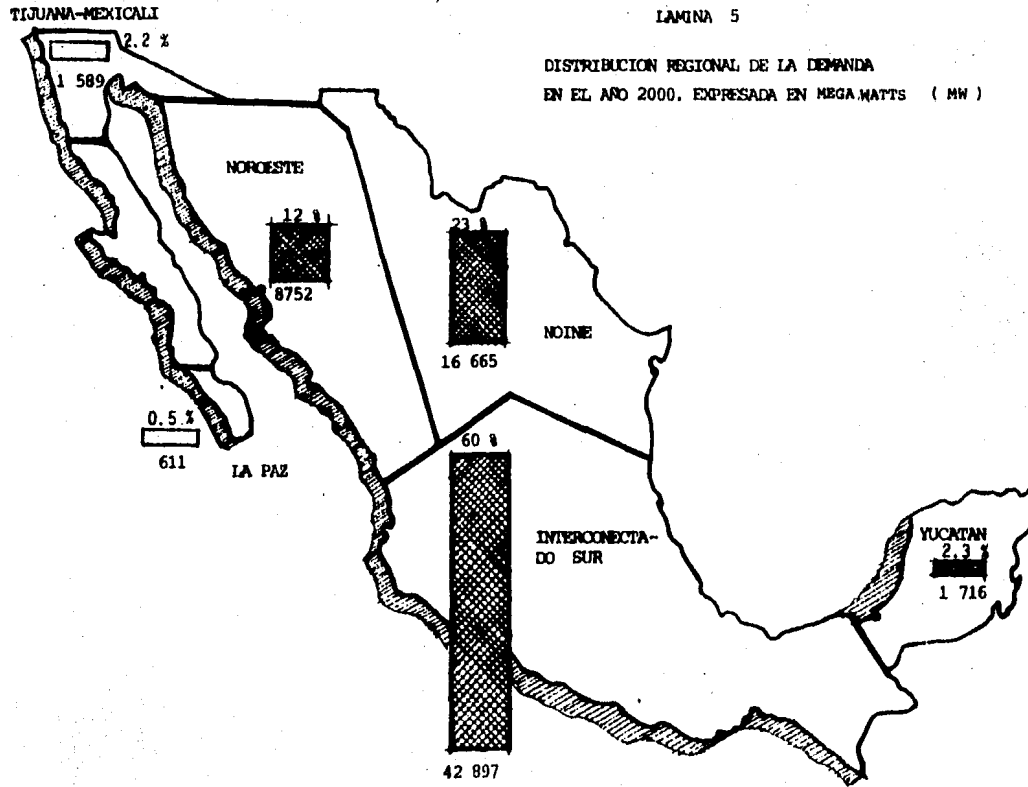 LAMINA 5
DISTRIBUCION REGIONAL DE LA DEMANDA
EN EL AÑO 2000. EXPRESADA EN MEGA WATTS ( MW )
TIJUANA-MEXICALI
2.2 %
1 589
NOROESTE
12 %
8752
23 %
16 665
NOINE
0.5 %
611
LA PAZ
60 %
INTERCONECTA-
DO SUR
42 897
YUCATAN
2.3 %
1 716